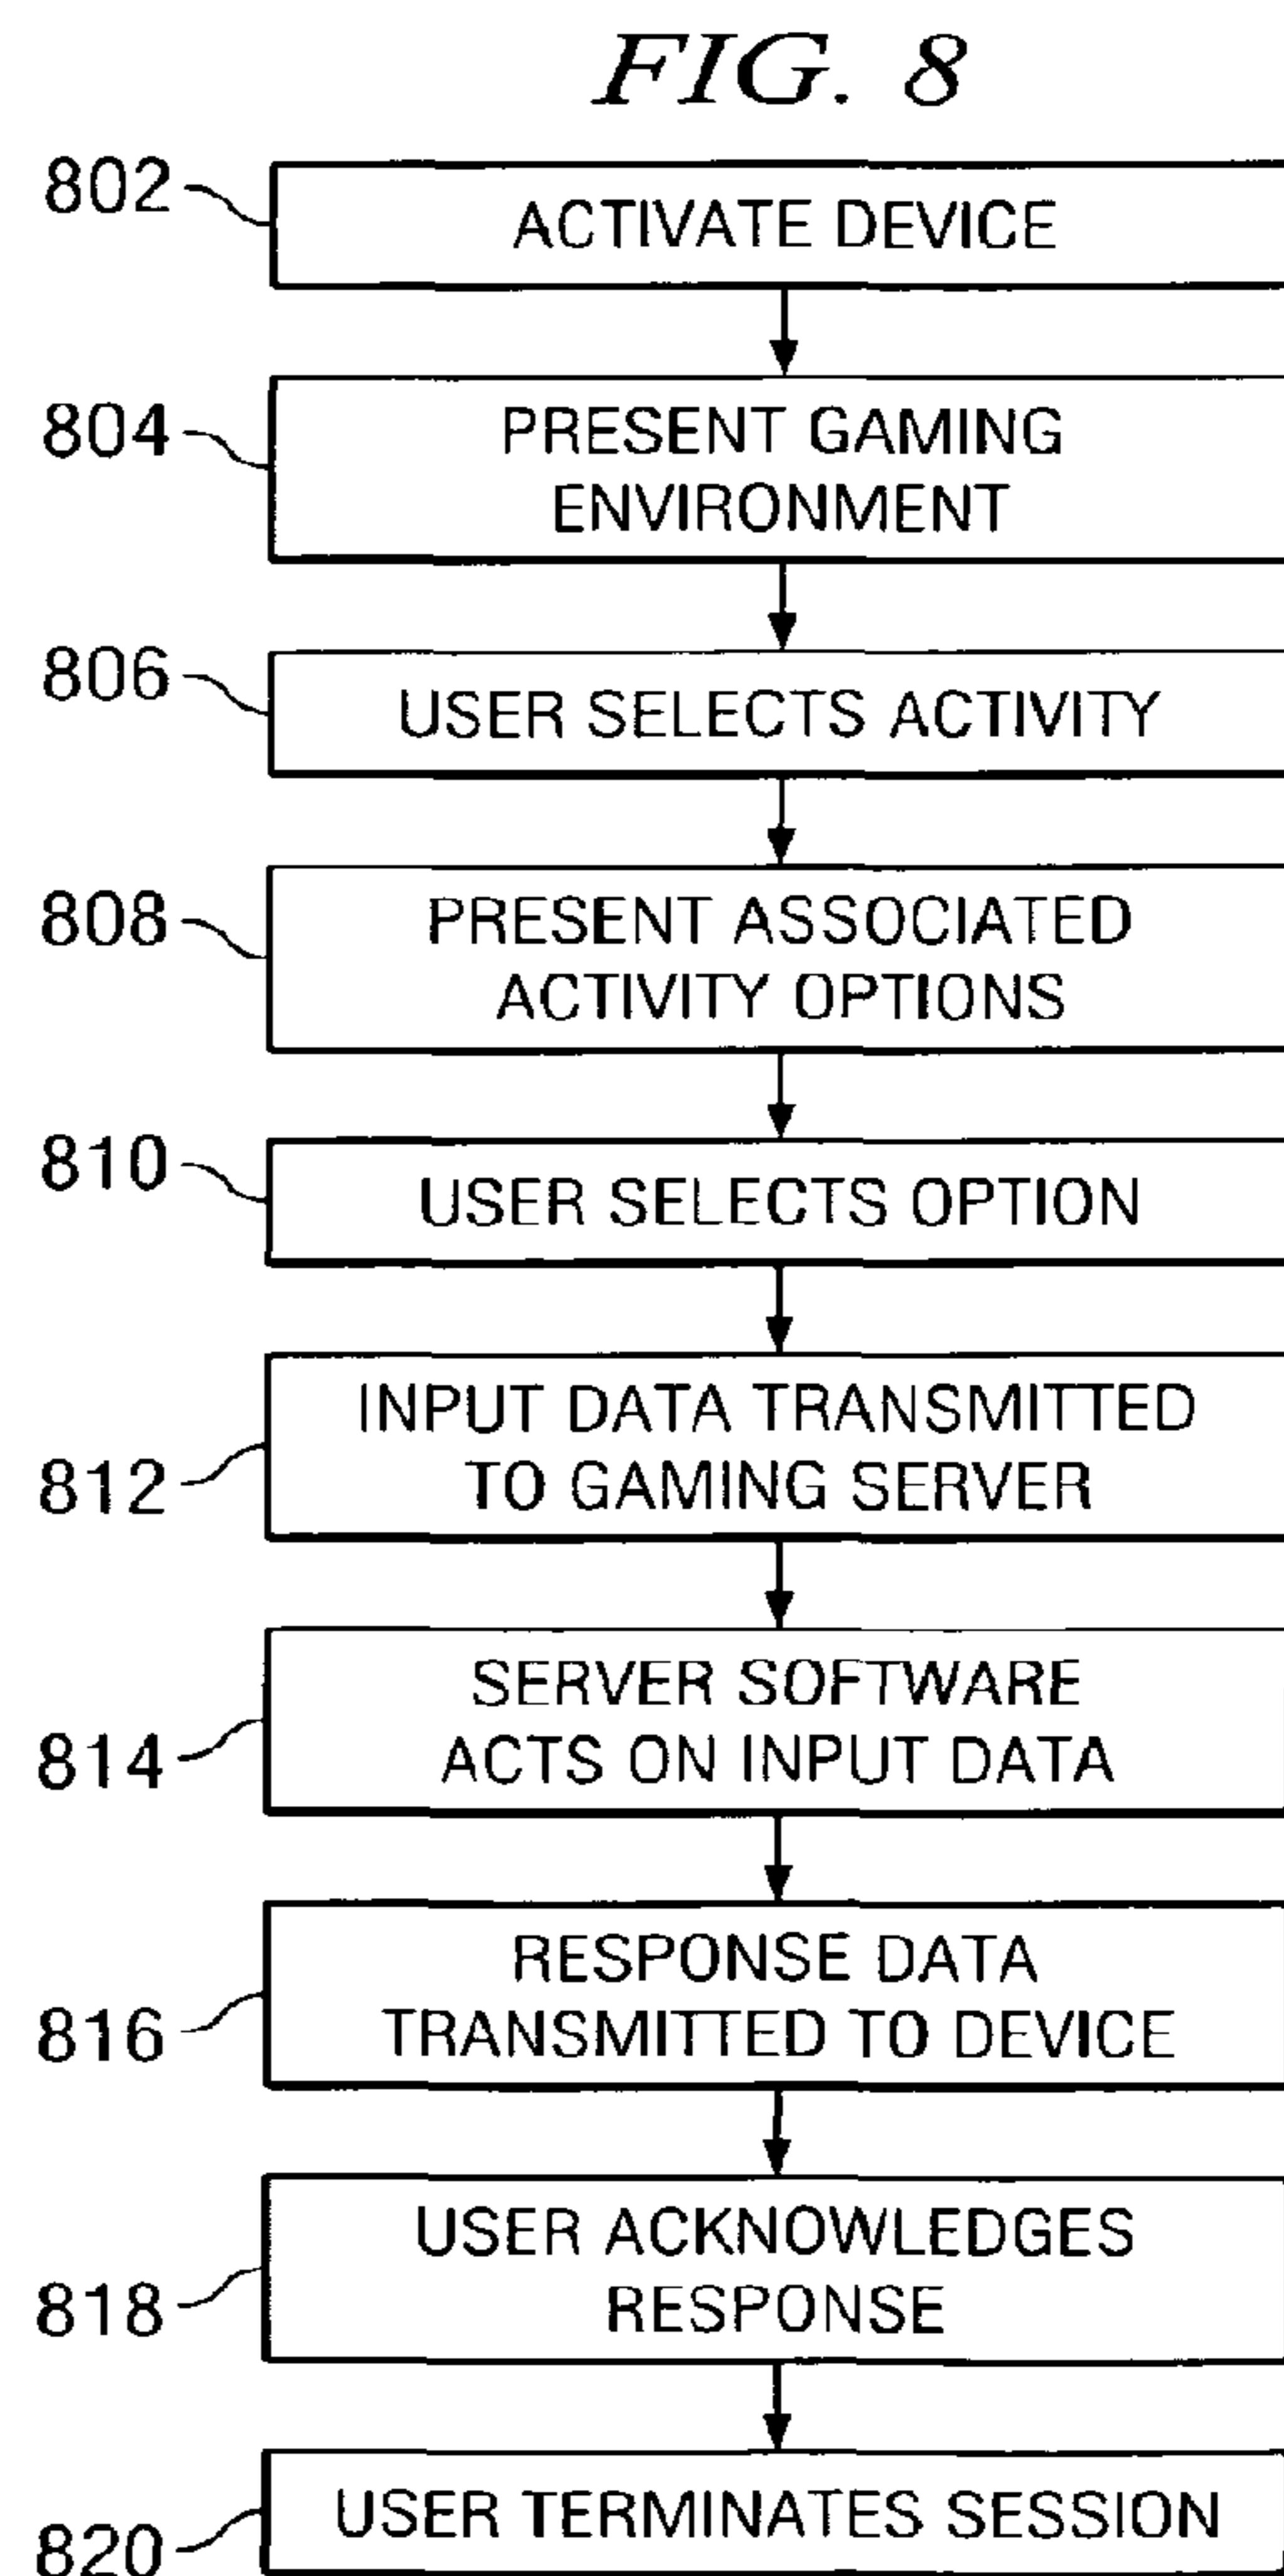 FIG. 8
802
ACTIVATE DEVICE
804
PRESENT GAMING
ENVIRONMENT
806
USER SELECTS ACTIVITY
808
PRESENT ASSOCIATED
ACTIVITY OPTIONS
810
USER SELECTS OPTION
812
INPUT DATA TRANSMITTED
TO GAMING SERVER
814
SERVER SOFTWARE
ACTS ON INPUT DATA
816
RESPONSE DATA
TRANSMITTED TO DEVICE
818
USER ACKNOWLEDGES
RESPONSE
820
USER TERMINATES SESSION